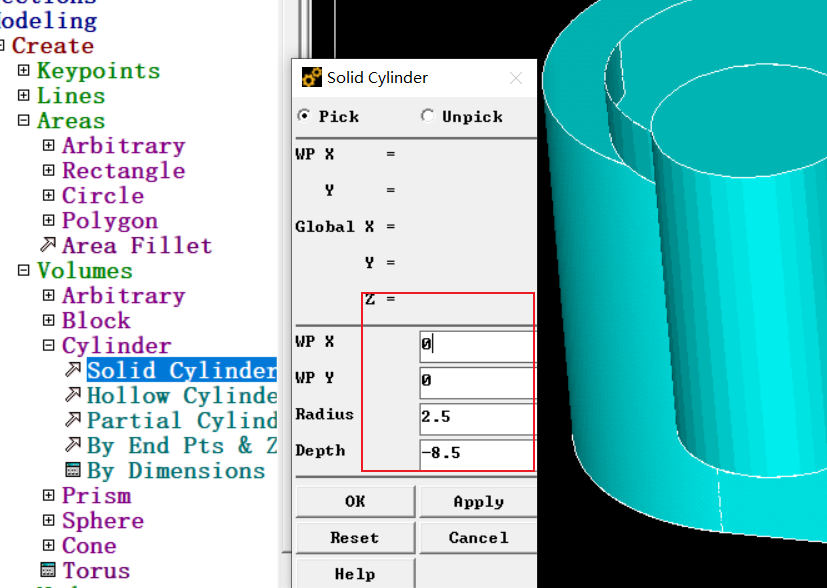 Modeling
Create
Keypoints
Lines
Areas
Arbitrary
Rectangle
Circle
Polygon
Area Fillet
Volumes
Arbitrary
Block
Cylinder
Solid Cylinder
Hollow Cylinde
Partial Cylind
By End Pts & Z
By Dimensions
Prism
Sphere
Cone
Torus
Solid Cylinder
Pick Unpick
WP X =
Y =
Global X =
Y =
Z =
WP X 0
WP Y 0
Radius 2.5
Depth -8.5
OK Apply
Reset Cancel
Help